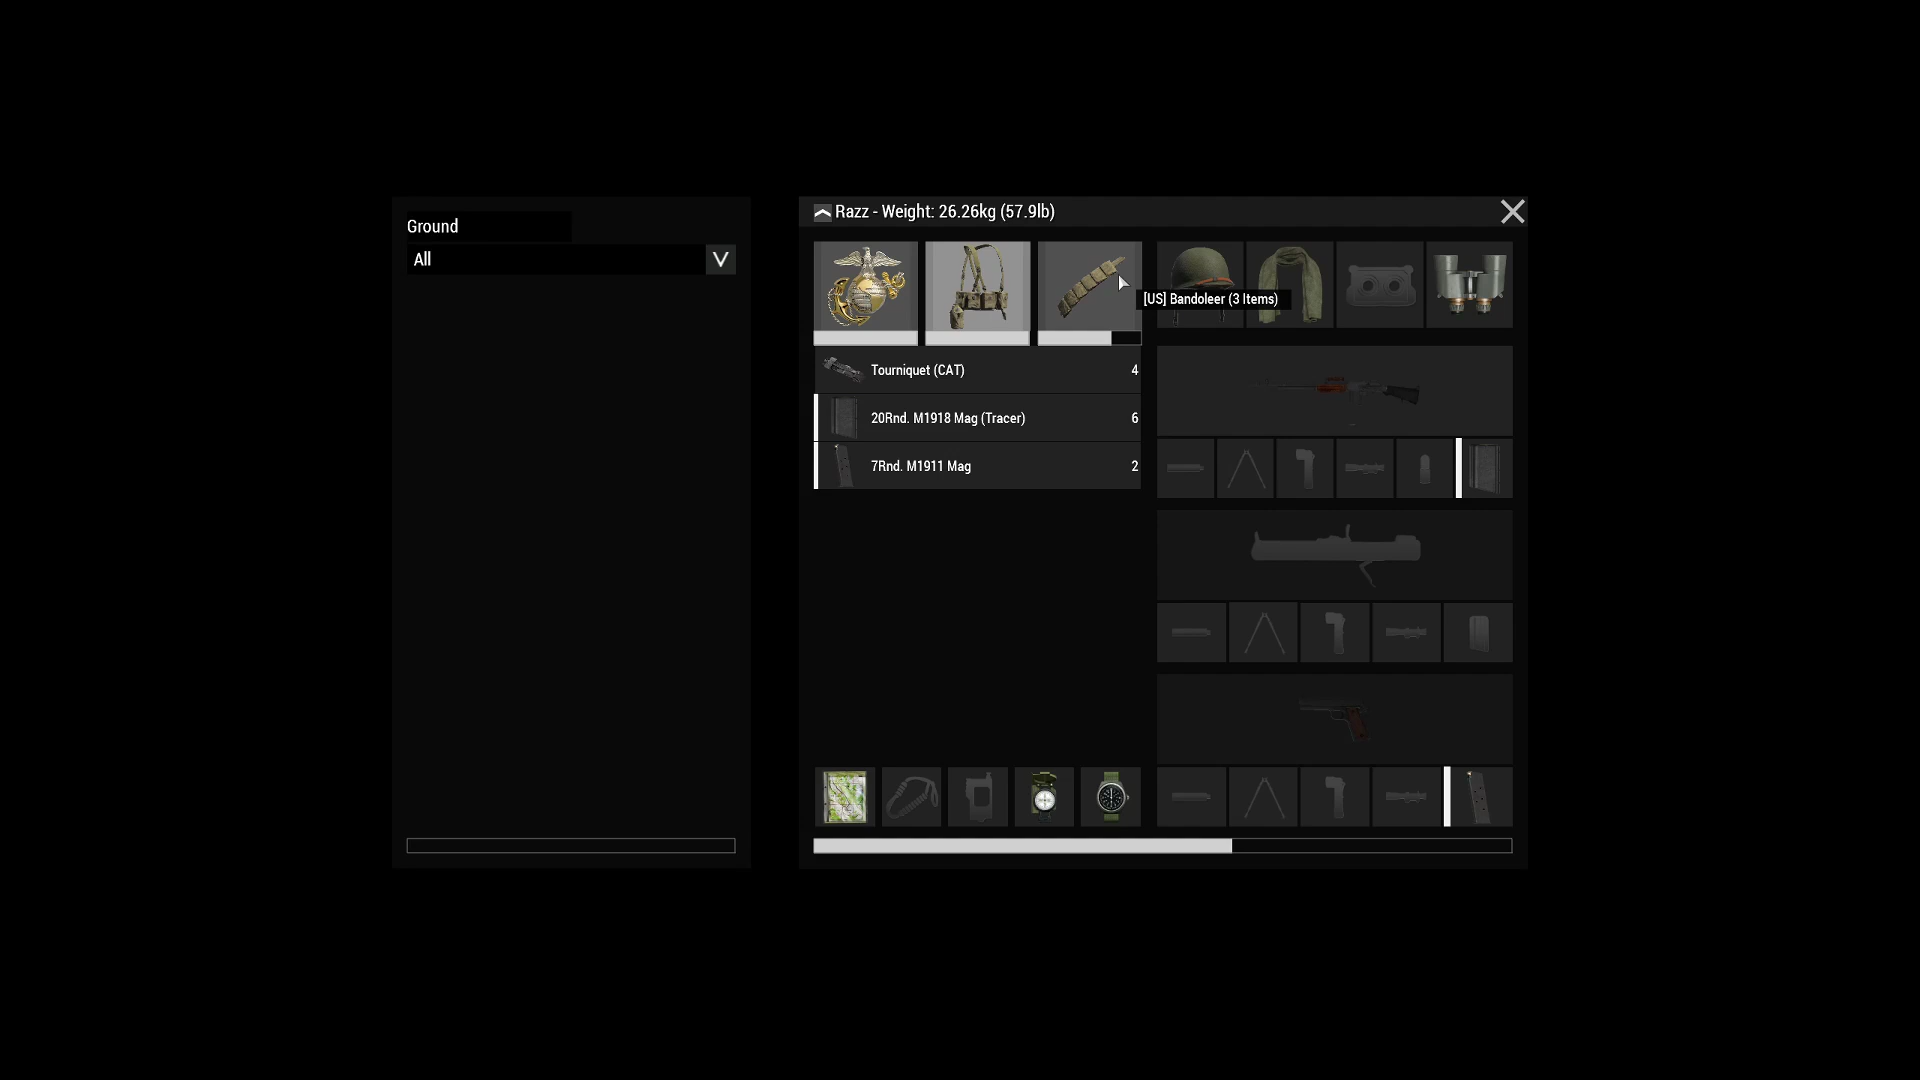 Ground
All
Razz - Weight: 26.26kg (57.9lb)
[US] Bandoleer (3 Items)
Tourniquet (CAT) 4
20Rnd. M1918 Mag (Tracer) 6
7Rnd. M1911 Mag 2